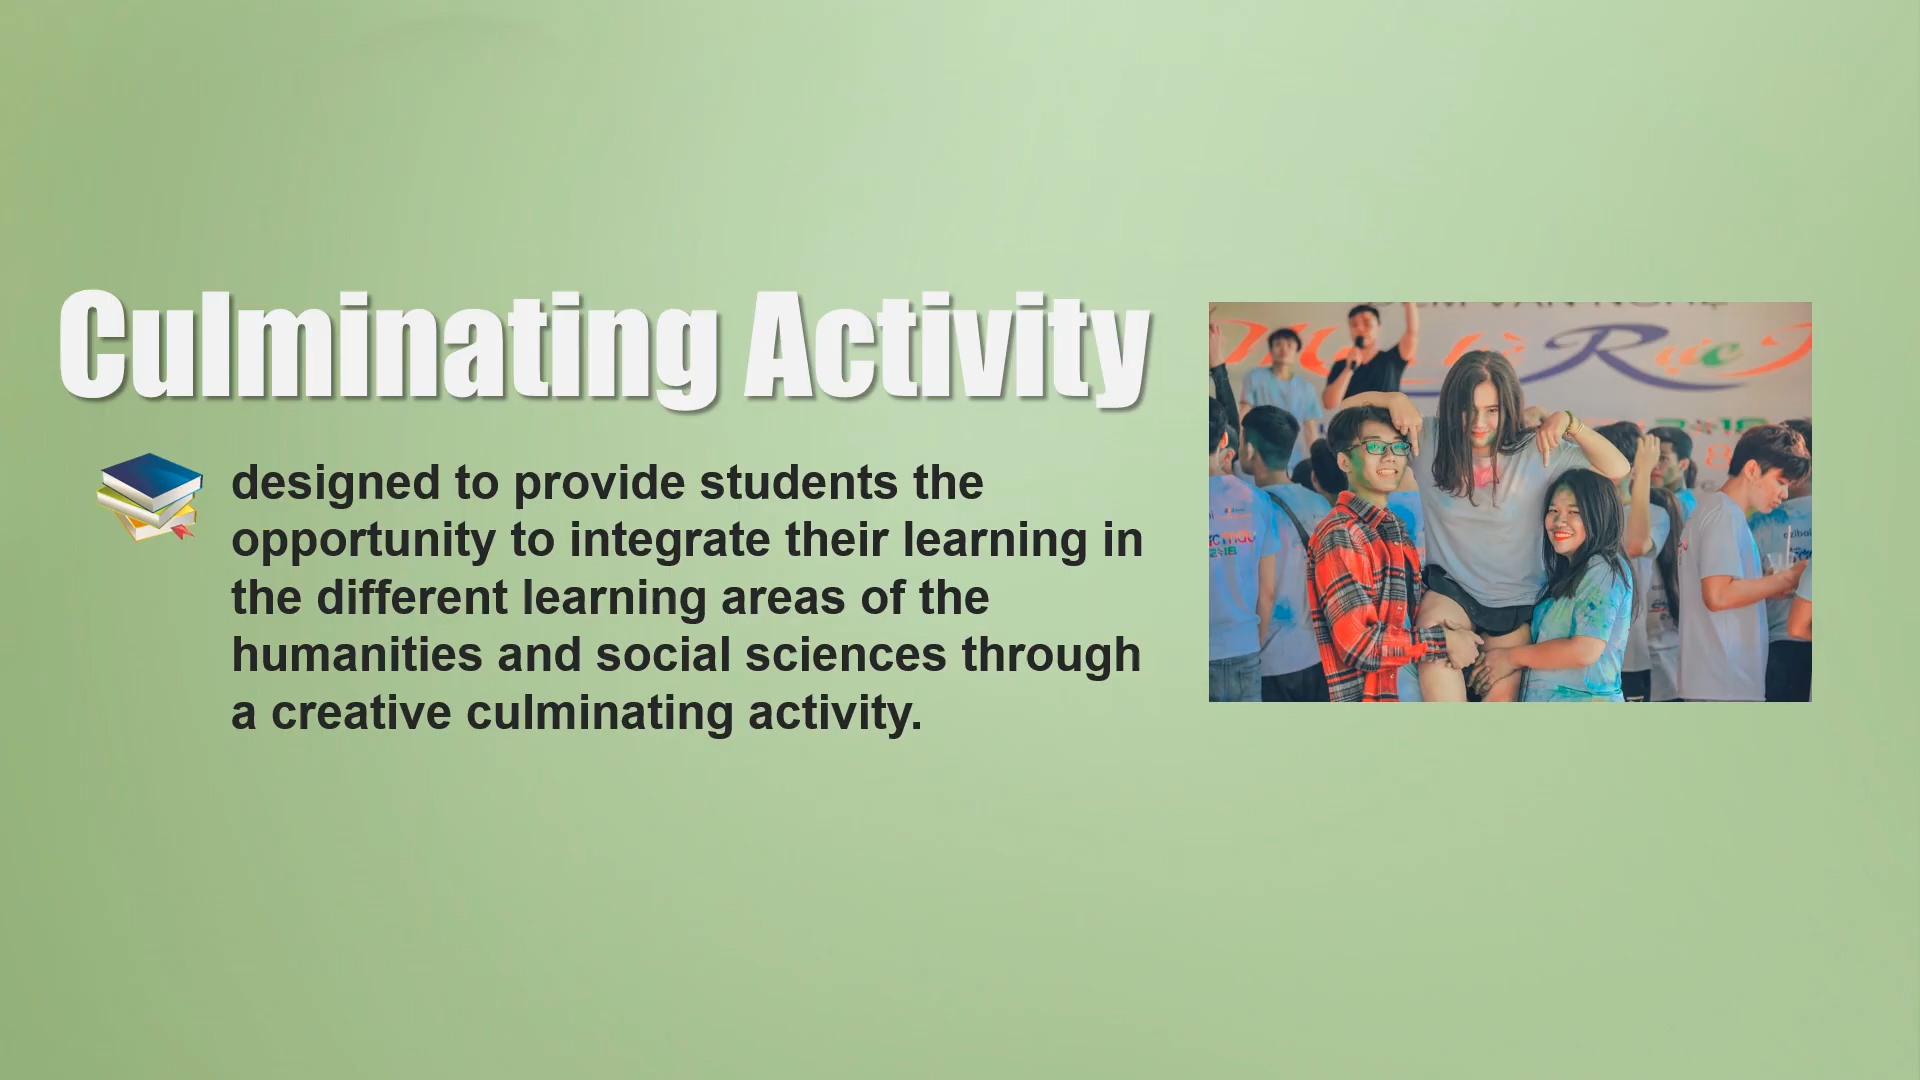 Culminating Activity
designed to provide students the
opportunity to integrate their learning in
the different learning areas of the
humanities and social sciences through
a creative culminating activity.
Rực